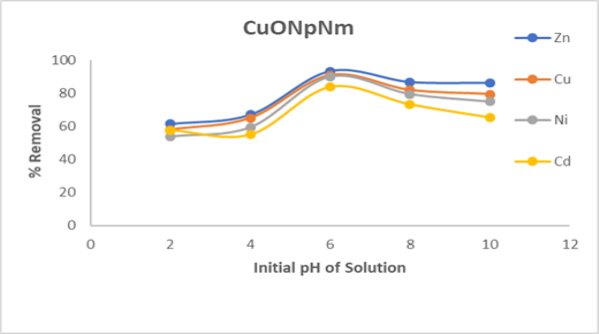 CuONpNm
Zn
Cu
Ni
Cd
100
80
60
40
20
0
% Removal
0 2 4 6 8 10 12
Initial pH of Solution